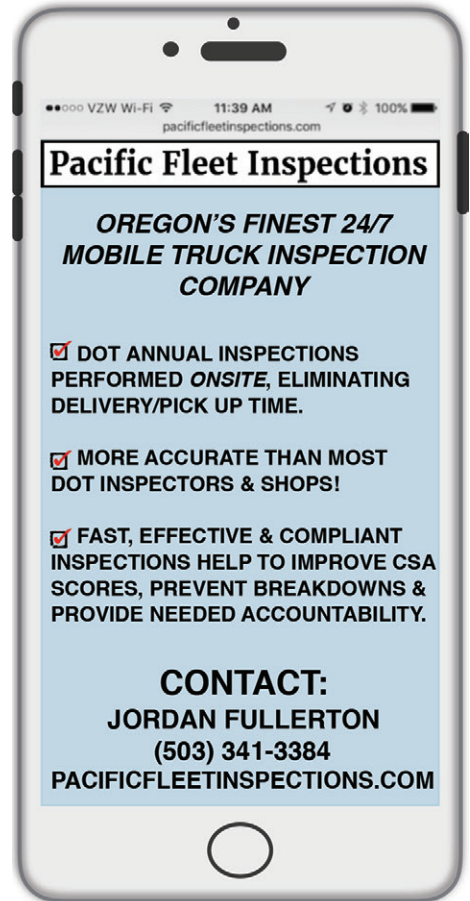 ●●○○○ VZW Wi-Fi 11:39 AM 100%
pacificfleetinspections.com
Pacific Fleet Inspections
OREGON'S FINEST 24/7
MOBILE TRUCK INSPECTION
COMPANY
DOT ANNUAL INSPECTIONS
PERFORMED ONSITE, ELIMINATING
DELIVERY/PICK UP TIME.
MORE ACCURATE THAN MOST
DOT INSPECTORS & SHOPS!
FAST, EFFECTIVE & COMPLIANT
INSPECTIONS HELP TO IMPROVE CSA
SCORES, PREVENT BREAKDOWNS &
PROVIDE NEEDED ACCOUNTABILITY.
CONTACT:
JORDAN FULLERTON
(503) 341-3384
PACIFICFLEETINSPECTIONS.COM